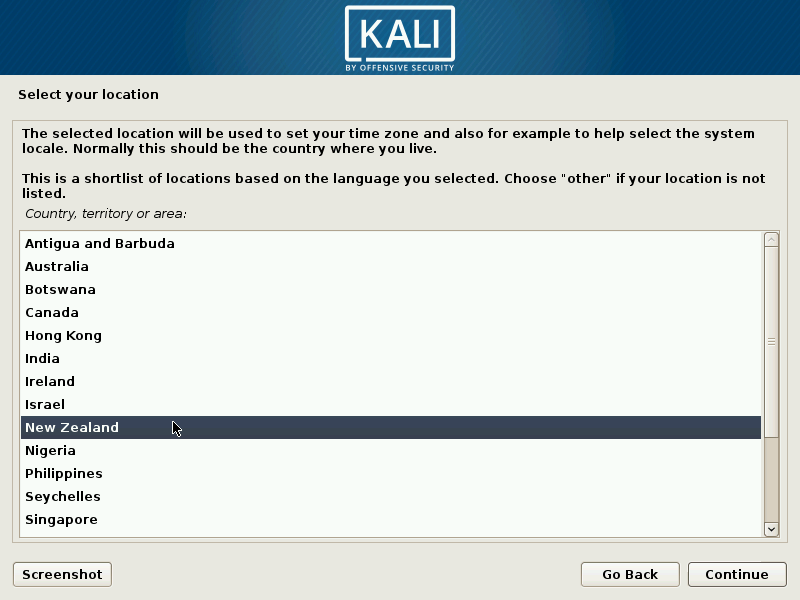 KALI
BY OFFENSIVE SECURITY
Select your location
The selected location will be used to set your time zone and also for example to help select the system
locale. Normally this should be the country where you live.
This is a shortlist of locations based on the language you selected. Choose "other" if your location is not
listed.
Country, territory or area:
Antigua and Barbuda
Australia
Botswana
Canada
Hong Kong
India
Ireland
Israel
New Zealand
Nigeria
Philippines
Seychelles
Singapore
Screenshot
Go Back
Continue